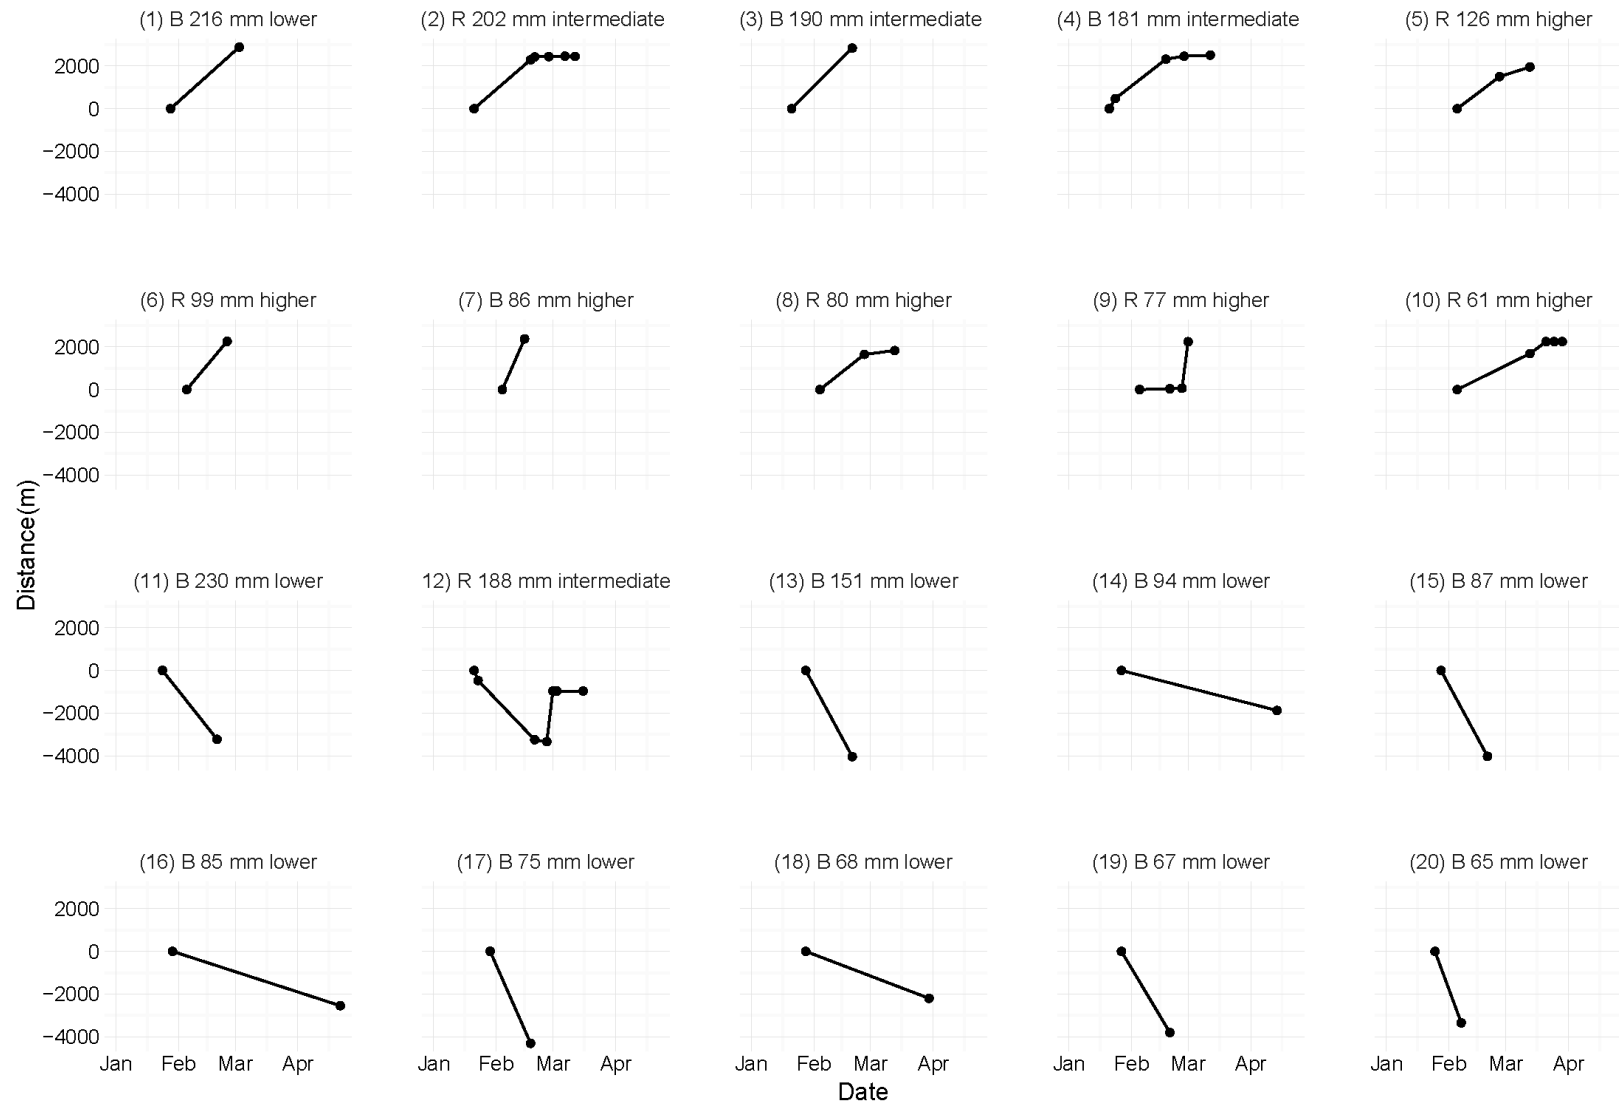 (1) B 216 mm lower
(2) R 202 mm intermediate
(3) B 190 mm intermediate
(4) B 181 mm intermediate
(5) R 126 mm higher
2000
0
−2000
−4000
(6) R 99 mm higher
(7) B 86 mm higher
(8) R 80 mm higher
(9) R 77 mm higher
(10) R 61 mm higher
2000
0
−2000
−4000
Distance(m)
(11) B 230 mm lower
12) R 188 mm intermediate
(13) B 151 mm lower
(14) B 94 mm lower
(15) B 87 mm lower
2000
0
−2000
−4000
(16) B 85 mm lower
(17) B 75 mm lower
(18) B 68 mm lower
(19) B 67 mm lower
(20) B 65 mm lower
2000
0
−2000
−4000
Jan Feb Mar Apr
Jan Feb Mar Apr
Jan Feb Mar Apr
Jan Feb Mar Apr
Jan Feb Mar Apr
Date